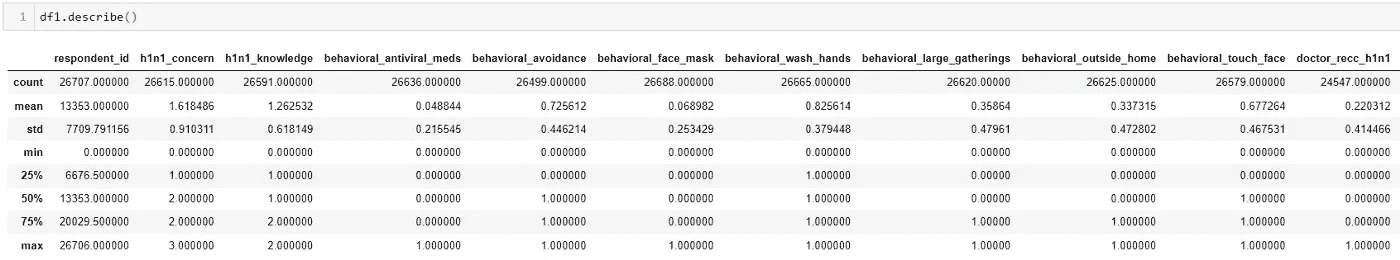 1 df1.describe()
respondent_id h1n1_concern h1n1_knowledge behavioral_antiviral_meds behavioral_avoidance behavioral_face_mask behavioral_wash_hands behavioral_large_gatherings behavioral_outside_home behavioral_touch_face doctor_recc_h1n1
count 26707.000000 26615.000000 26591.000000 26636.000000 26499.000000 26688.000000 26665.000000 26620.00000 26625.000000 26579.000000 24547.000000
mean 13353.000000 1.618486 1.262532 0.048844 0.725612 0.068982 0.825614 0.35864 0.337315 0.677264 0.220312
std 7709.791156 0.910311 0.618149 0.215545 0.446214 0.253429 0.379448 0.47961 0.472802 0.467531 0.414466
min 0.000000 0.000000 0.000000 0.000000 0.000000 0.000000 0.000000 0.00000 0.000000 0.000000 0.000000
25% 6676.500000 1.000000 1.000000 0.000000 0.000000 0.000000 1.000000 0.00000 0.000000 0.000000 0.000000
50% 13353.000000 2.000000 1.000000 0.000000 1.000000 0.000000 1.000000 0.00000 0.000000 1.000000 0.000000
75% 20029.500000 2.000000 2.000000 0.000000 1.000000 0.000000 1.000000 1.00000 1.000000 1.000000 0.000000
max 26706.000000 3.000000 2.000000 1.000000 1.000000 1.000000 1.000000 1.00000 1.000000 1.000000 1.000000